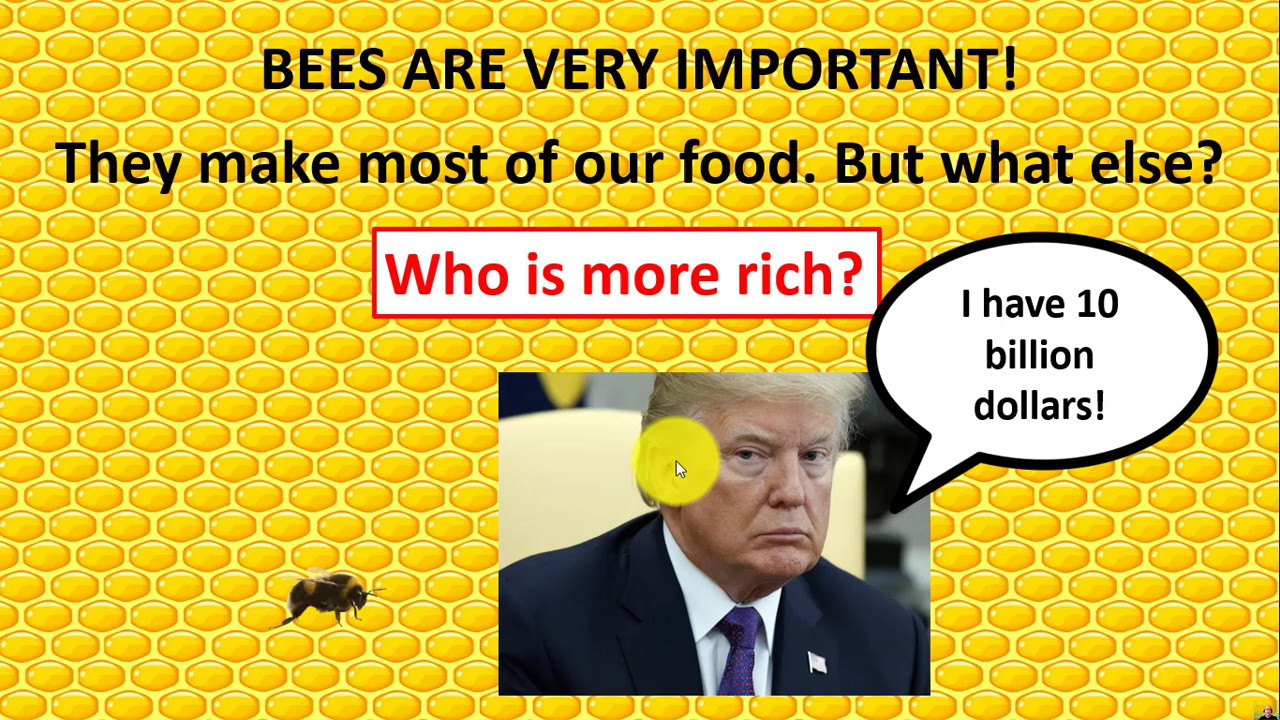 BEES ARE VERY IMPORTANT!
They make most of our food. But what else?
Who is more rich?
I have 10
billion
dollars!